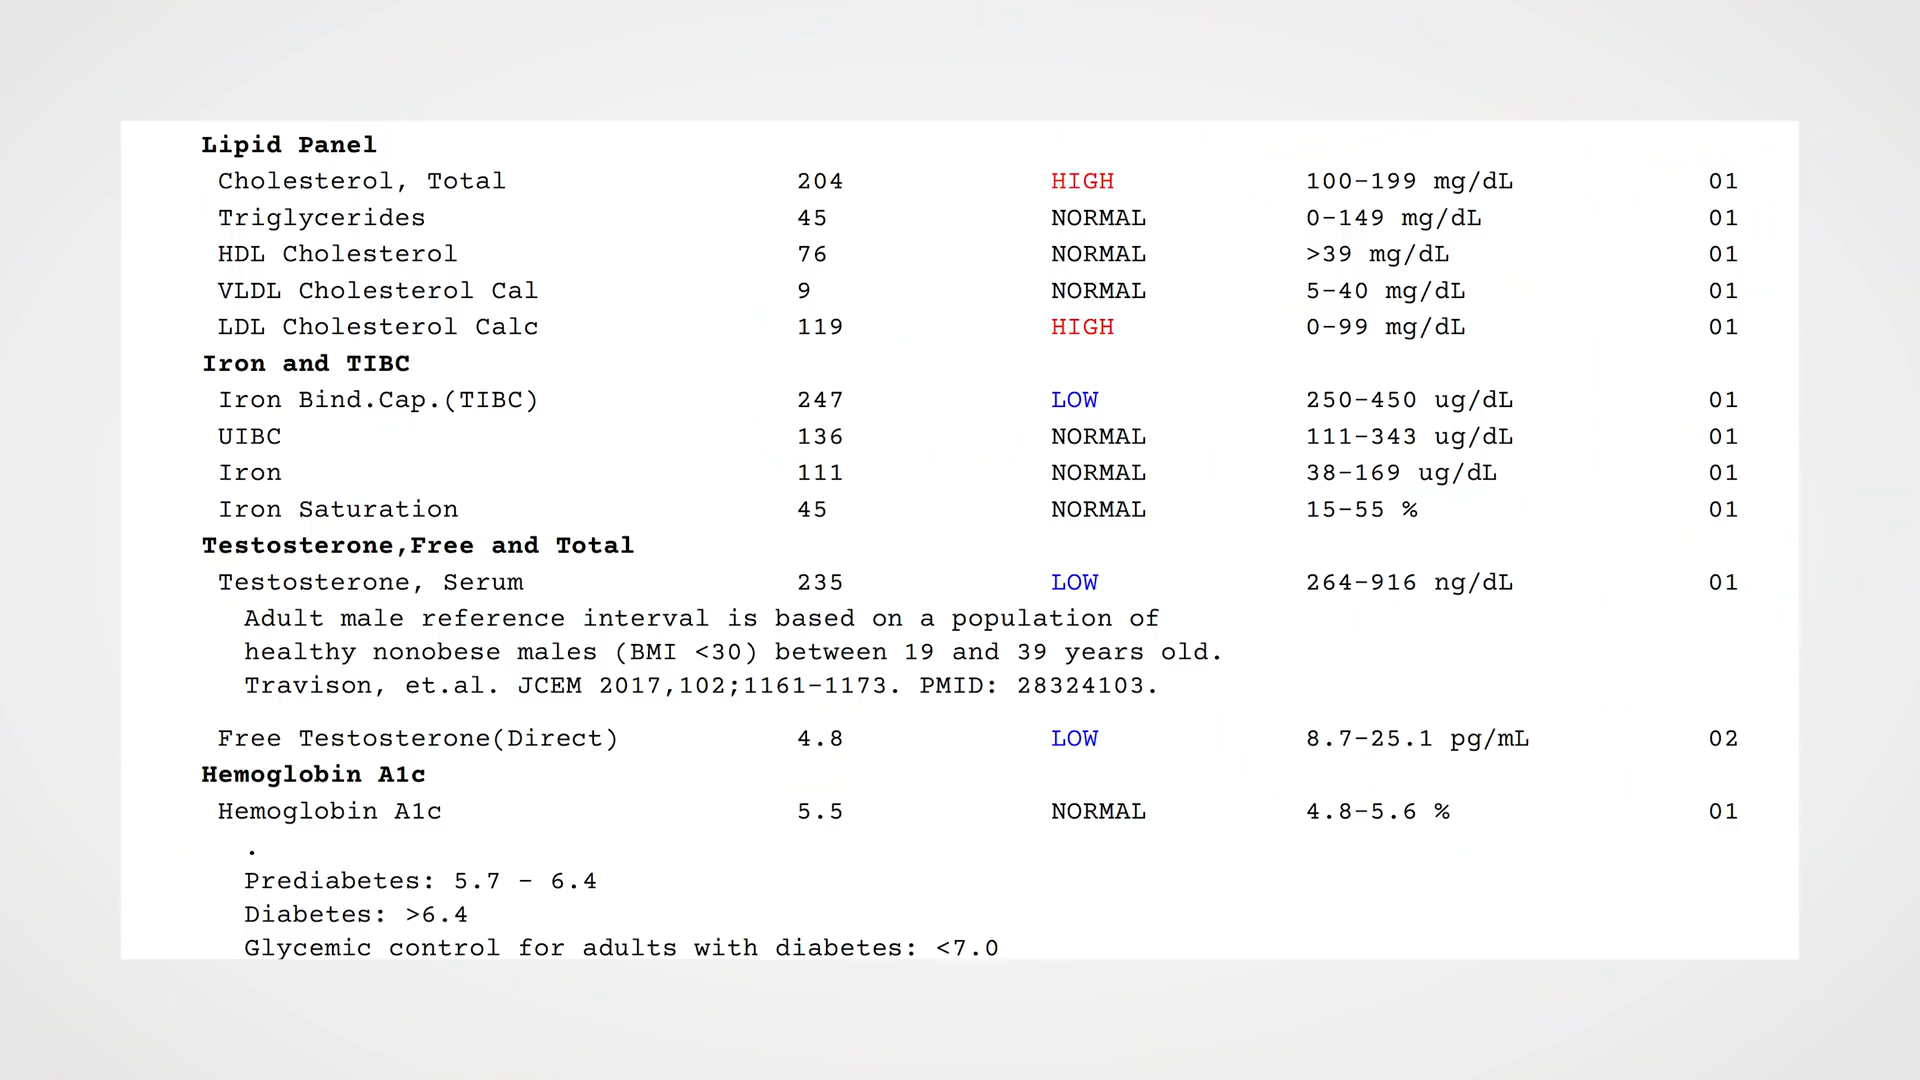 Lipid Panel
Cholesterol, Total 204 HIGH 100-199 mg/dL 01
Triglycerides 45 NORMAL 0-149 mg/dL 01
HDL Cholesterol 76 NORMAL >39 mg/dL 01
VLDL Cholesterol Cal 9 NORMAL 5-40 mg/dL 01
LDL Cholesterol Calc 119 HIGH 0-99 mg/dL 01
Iron and TIBC
Iron Bind.Cap.(TIBC) 247 LOW 250-450 ug/dL 01
UIBC 136 NORMAL 111-343 ug/dL 01
Iron 111 NORMAL 38-169 ug/dL 01
Iron Saturation 45 NORMAL 15-55 % 01
Testosterone,Free and Total
Testosterone, Serum 235 LOW 264-916 ng/dL 01
Adult male reference interval is based on a population of
healthy nonobese males (BMI <30) between 19 and 39 years old.
Travison, et.al. JCEM 2017,102;1161-1173. PMID: 28324103.
Free Testosterone(Direct) 4.8 LOW 8.7-25.1 pg/mL 02
Hemoglobin A1c
Hemoglobin A1c 5.5 NORMAL 4.8-5.6 % 01
.
Prediabetes: 5.7 - 6.4
Diabetes: >6.4
Glycemic control for adults with diabetes: <7.0